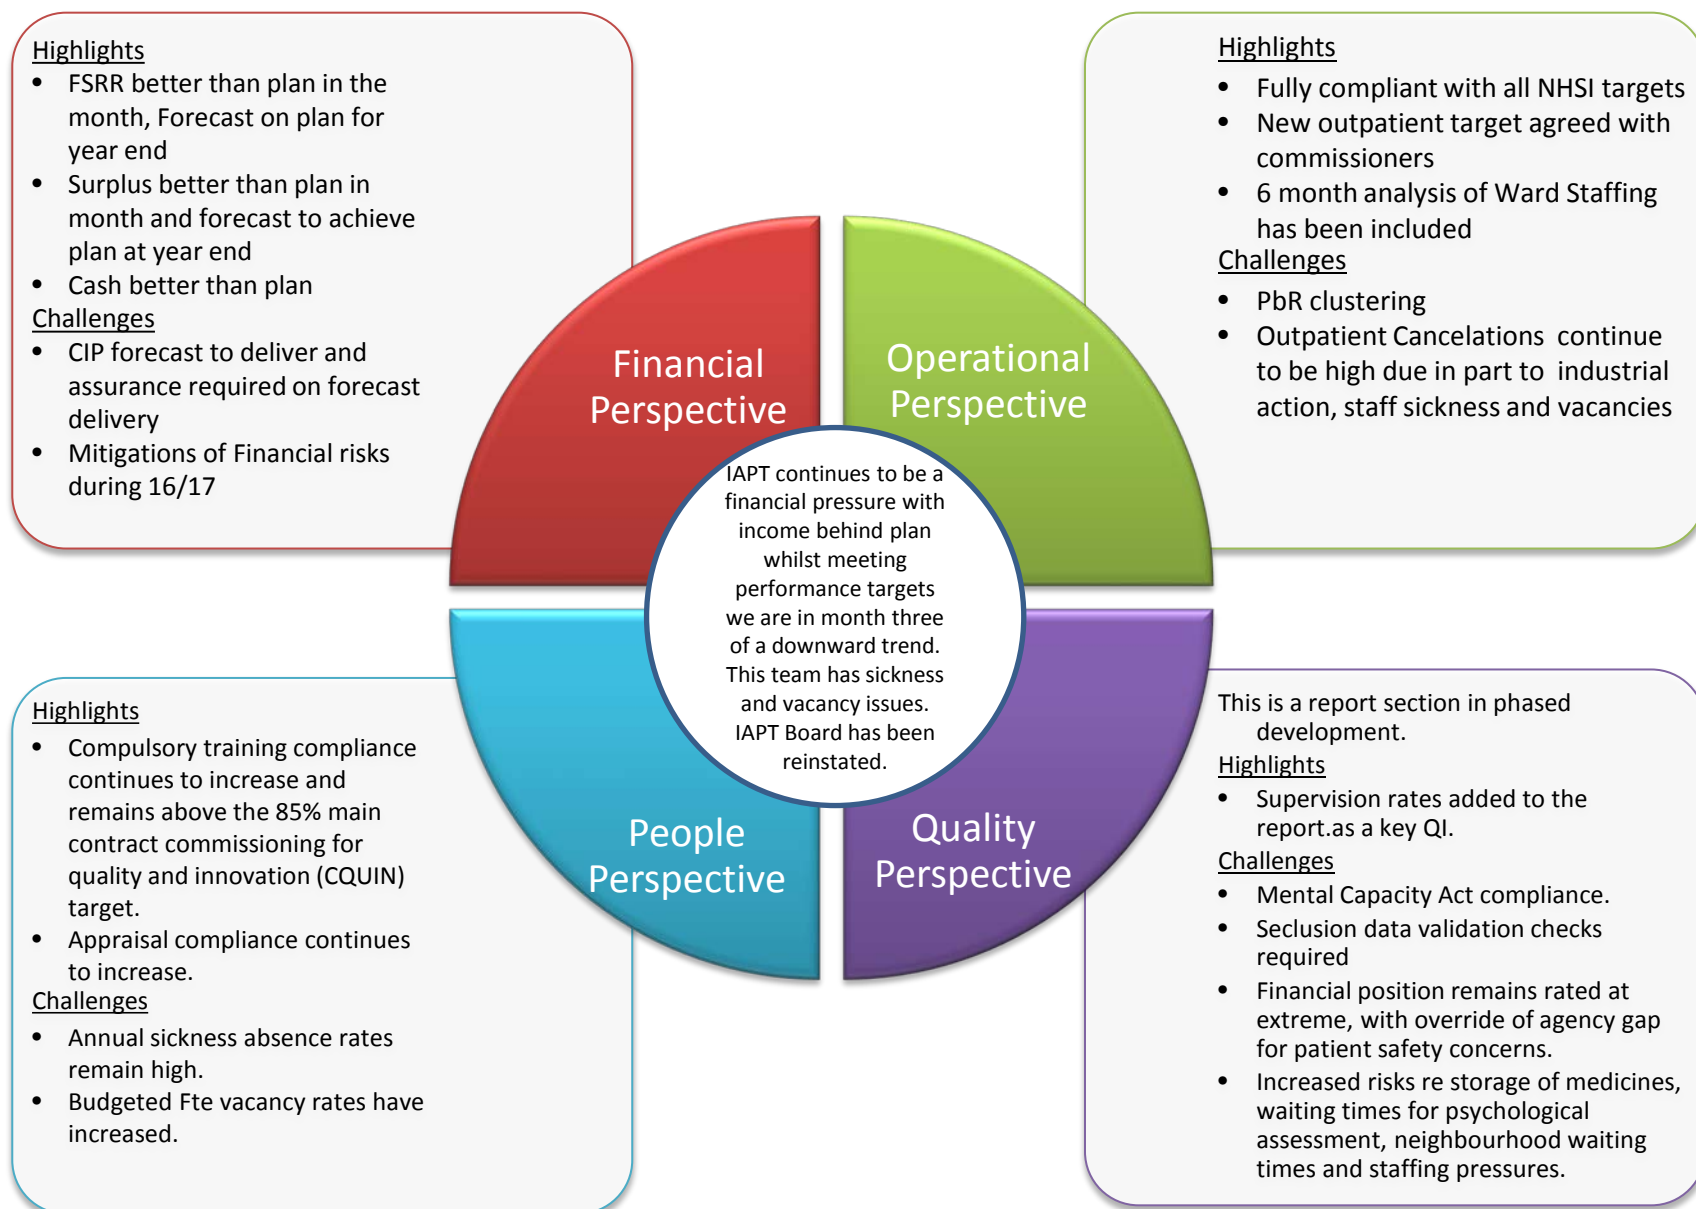 Highlights
• FSRR better than plan in the
month, Forecast on plan for
year end
• Surplus better than plan in
month and forecast to achieve
plan at year end
• Cash better than plan
Challenges
• CIP forecast to deliver and
assurance required on forecast
delivery
• Mitigations of Financial risks
during 16/17
Highlights
• Fully compliant with all NHSI targets
• New outpatient target agreed with
commissioners
• 6 month analysis of Ward Staffing
has been included
Challenges
• PbR clustering
• Outpatient Cancelations continue
to be high due in part to industrial
action, staff sickness and vacancies
Financial
Perspective
Operational
Perspective
IAPT continues to be a
financial pressure with
income behind plan
whilst meeting
performance targets
we are in month three
of a downward trend.
This team has sickness
and vacancy issues.
IAPT Board has been
reinstated.
People
Perspective
Quality
Perspective
Highlights
• Compulsory training compliance
continues to increase and
remains above the 85% main
contract commissioning for
quality and innovation (CQUIN)
target.
• Appraisal compliance continues
to increase.
Challenges
• Annual sickness absence rates
remain high.
• Budgeted Fte vacancy rates have
increased.
This is a report section in phased
development.
Highlights
• Supervision rates added to the
report.as a key QI.
Challenges
• Mental Capacity Act compliance.
• Seclusion data validation checks
required
• Financial position remains rated at
extreme, with override of agency gap
for patient safety concerns.
• Increased risks re storage of medicines,
waiting times for psychological
assessment, neighbourhood waiting
times and staffing pressures.